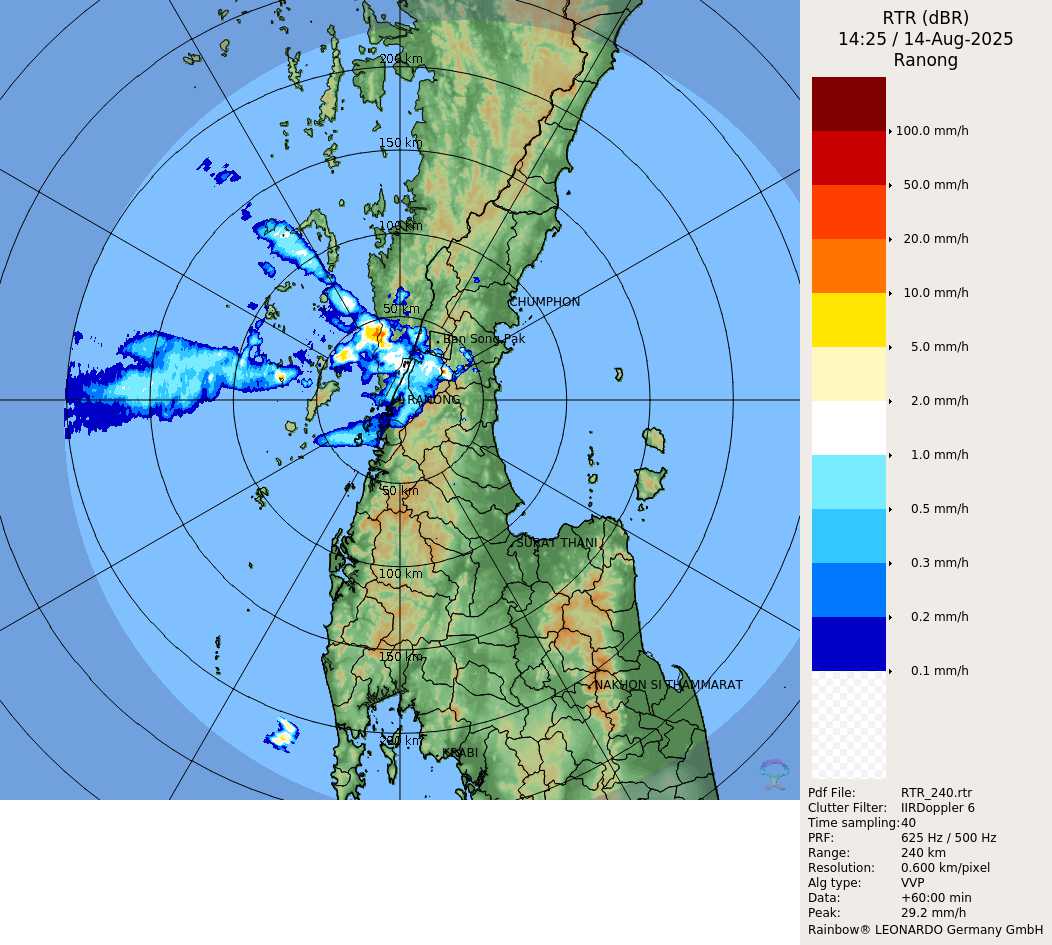 RTR (dBR)
14:25 / 14-Aug-2025
Ranong
100.0 mm/h
50.0 mm/h
20.0 mm/h
10.0 mm/h
5.0 mm/h
2.0 mm/h
1.0 mm/h
0.5 mm/h
0.3 mm/h
0.2 mm/h
0.1 mm/h
200 km
150 km
100 km
50 km
CHUMPHON
Ban Song Pak
RANONG
50 km
SURAT THANI
100 km
150 km
NAKHON SI THAMMARAT
200 km
KRABI
Pdf File: RTR_240.rtr
Clutter Filter: IIRDoppler 6
Time sampling: 40
PRF: 625 Hz / 500 Hz
Range: 240 km
Resolution: 0.600 km/pixel
Alg type: VVP
Data: +60:00 min
Peak: 29.2 mm/h
Rainbow® LEONARDO Germany GmbH